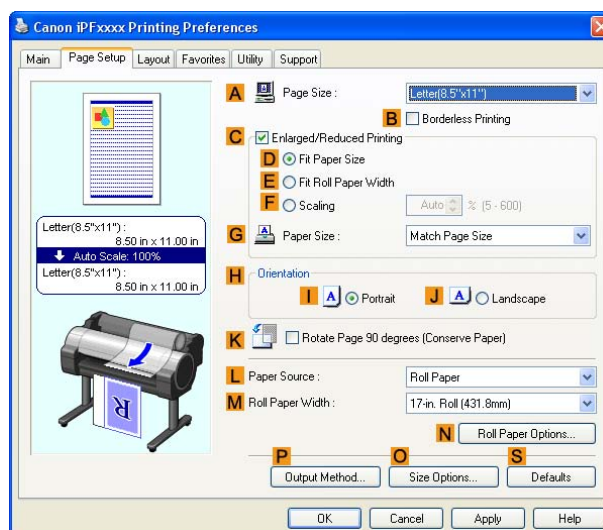 Canon iPFxxxx Printing Preferences
Main Page Setup Layout Favorites Utility Support
A Page Size : Letter(8.5"x11")
B Borderless Printing
C Enlarged/Reduced Printing
D Fit Paper Size
E Fit Roll Paper Width
F Scaling Auto % (5 - 600)
Letter(8.5"x11") :
8.50 in x 11.00 in
Auto Scale: 100%
Letter(8.5"x11") :
8.50 in x 11.00 in
G Paper Size : Match Page Size
H Orientation
I A Portrait J A Landscape
K Rotate Page 90 degrees (Conserve Paper)
R
L Paper Source : Roll Paper
M Roll Paper Width : 17-in. Roll (431.8mm)
N Roll Paper Options...
P O S
Output Method... Size Options... Defaults
OK Cancel Apply Help